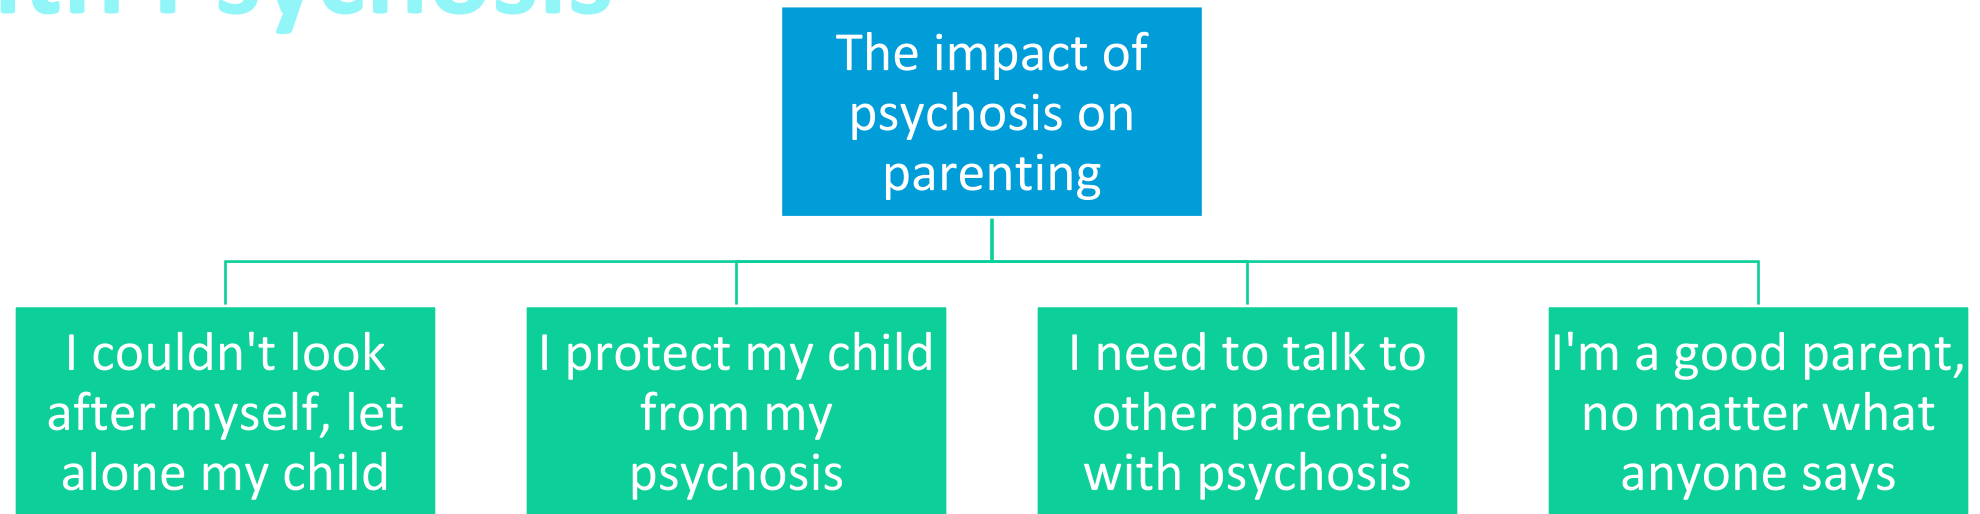 Psychosis
The impact of
psychosis on
parenting
I couldn't look
after myself, let
alone my child
I protect my child
from my
psychosis
I need to talk to
other parents
with psychosis
I'm a good parent,
no matter what
anyone says